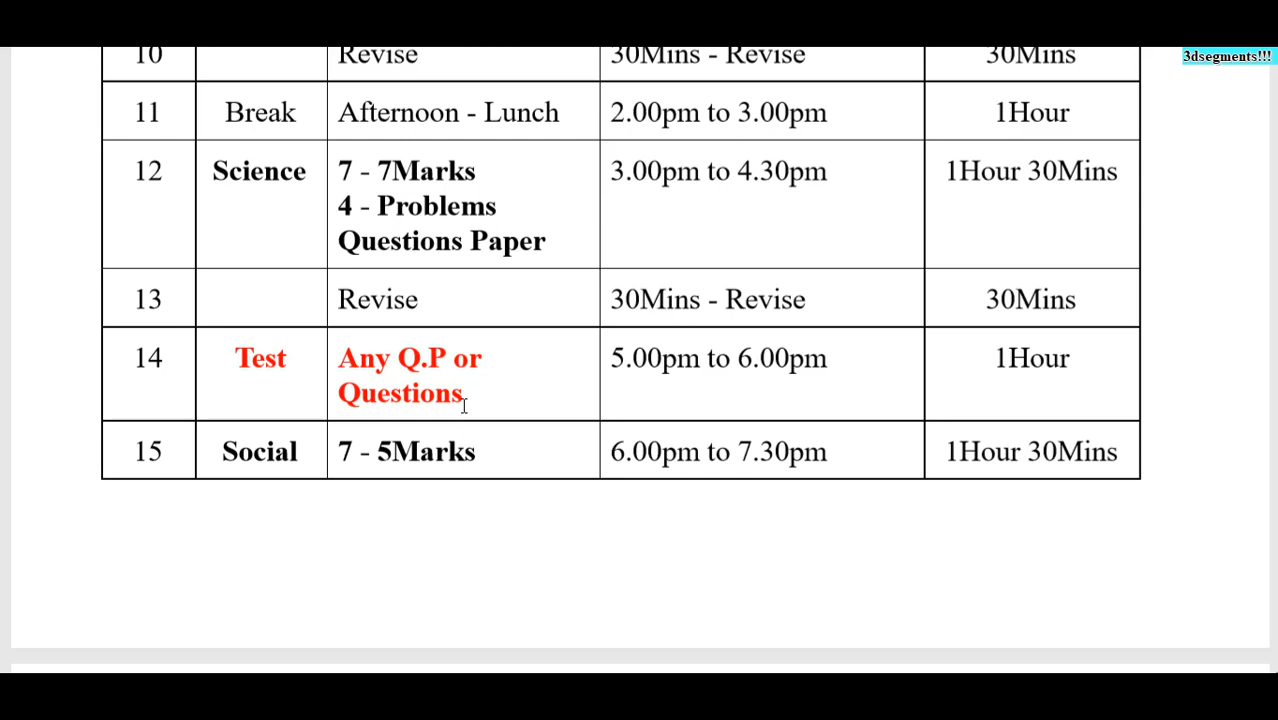 3dsegments!!!
10 Revise 30Mins - Revise 30Mins
11 Break Afternoon - Lunch 2.00pm to 3.00pm 1Hour
12 Science 7 - 7Marks 3.00pm to 4.30pm 1Hour 30Mins
4 - Problems
Questions Paper
13 Revise 30Mins - Revise 30Mins
14 Test Any Q.P or 5.00pm to 6.00pm 1Hour
Questions
15 Social 7 - 5Marks 6.00pm to 7.30pm 1Hour 30Mins